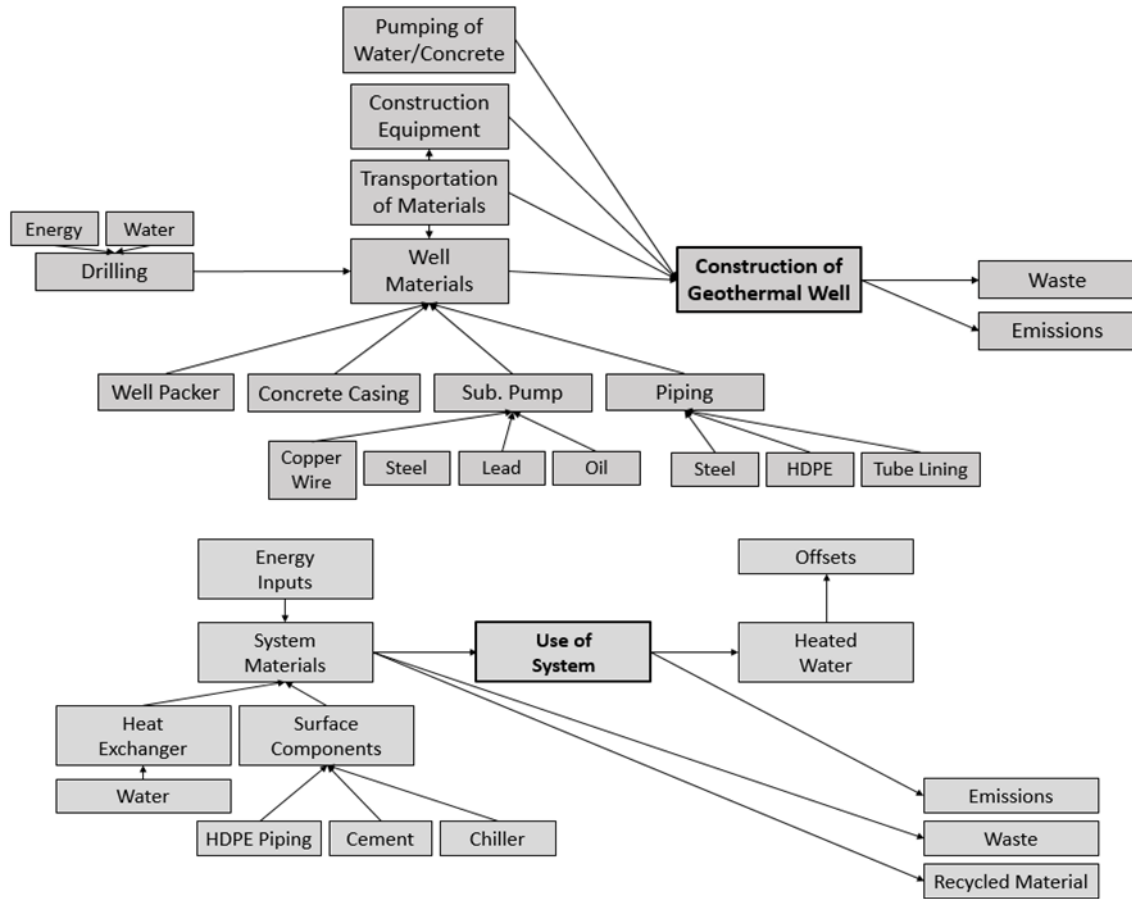 Pumping of
Water/Concrete
Construction
Equipment
Transportation
of Materials
Energy
Water
Drilling
Well
Materials
Construction of
Geothermal Well
Waste
Emissions
Well Packer
Concrete Casing
Sub. Pump
Piping
Copper
Wire
Steel
Lead
Oil
Steel
HDPE
Tube Lining
Energy
Inputs
Offsets
System
Materials
Use of
System
Heated
Water
Heat
Exchanger
Surface
Components
Water
HDPE Piping
Cement
Chiller
Emissions
Waste
Recycled Material